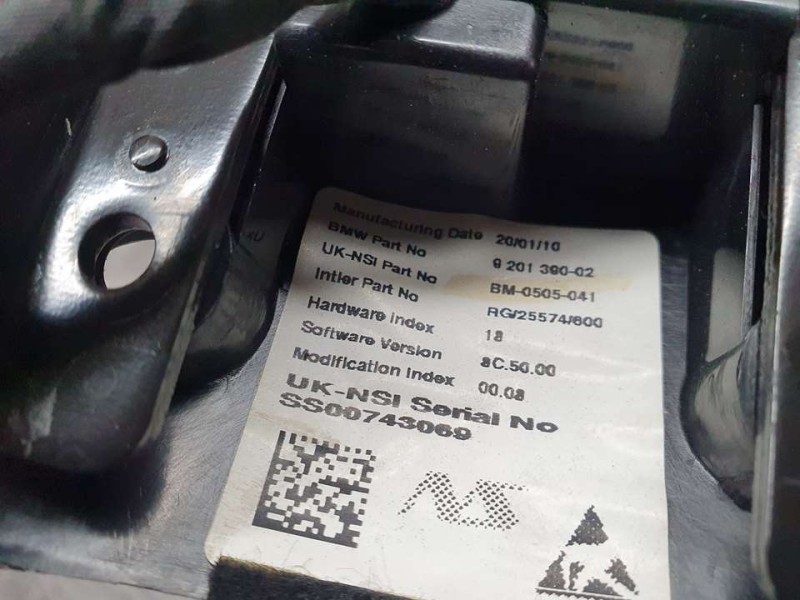 Manufacturing Date 20/01/10
BMW Part No 9 201 390-02
UK-NSI Part No BM-0505-041
Intier Part No RG/25574/600
Hardware Index 18
Software Version 8C.50.00
Modification Index 00.08
UK-NSI Serial No
SS00743069
NS